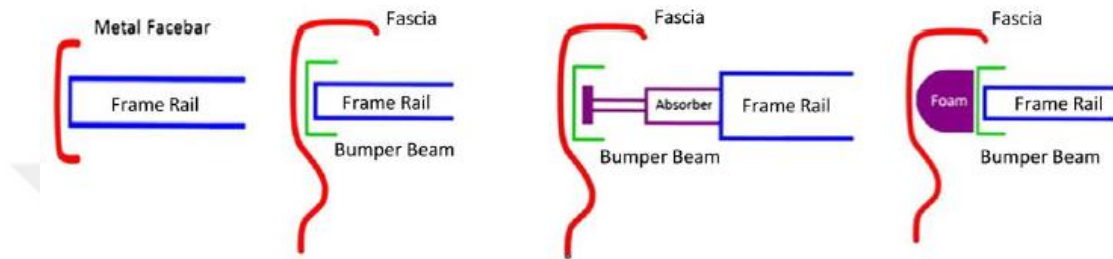 Metal Facebar
Frame Rail
Fascia
Frame Rail
Bumper Beam
Fascia
Absorber
Frame Rail
Bumper Beam
Fascia
Foam
Frame Rail
Bumper Beam